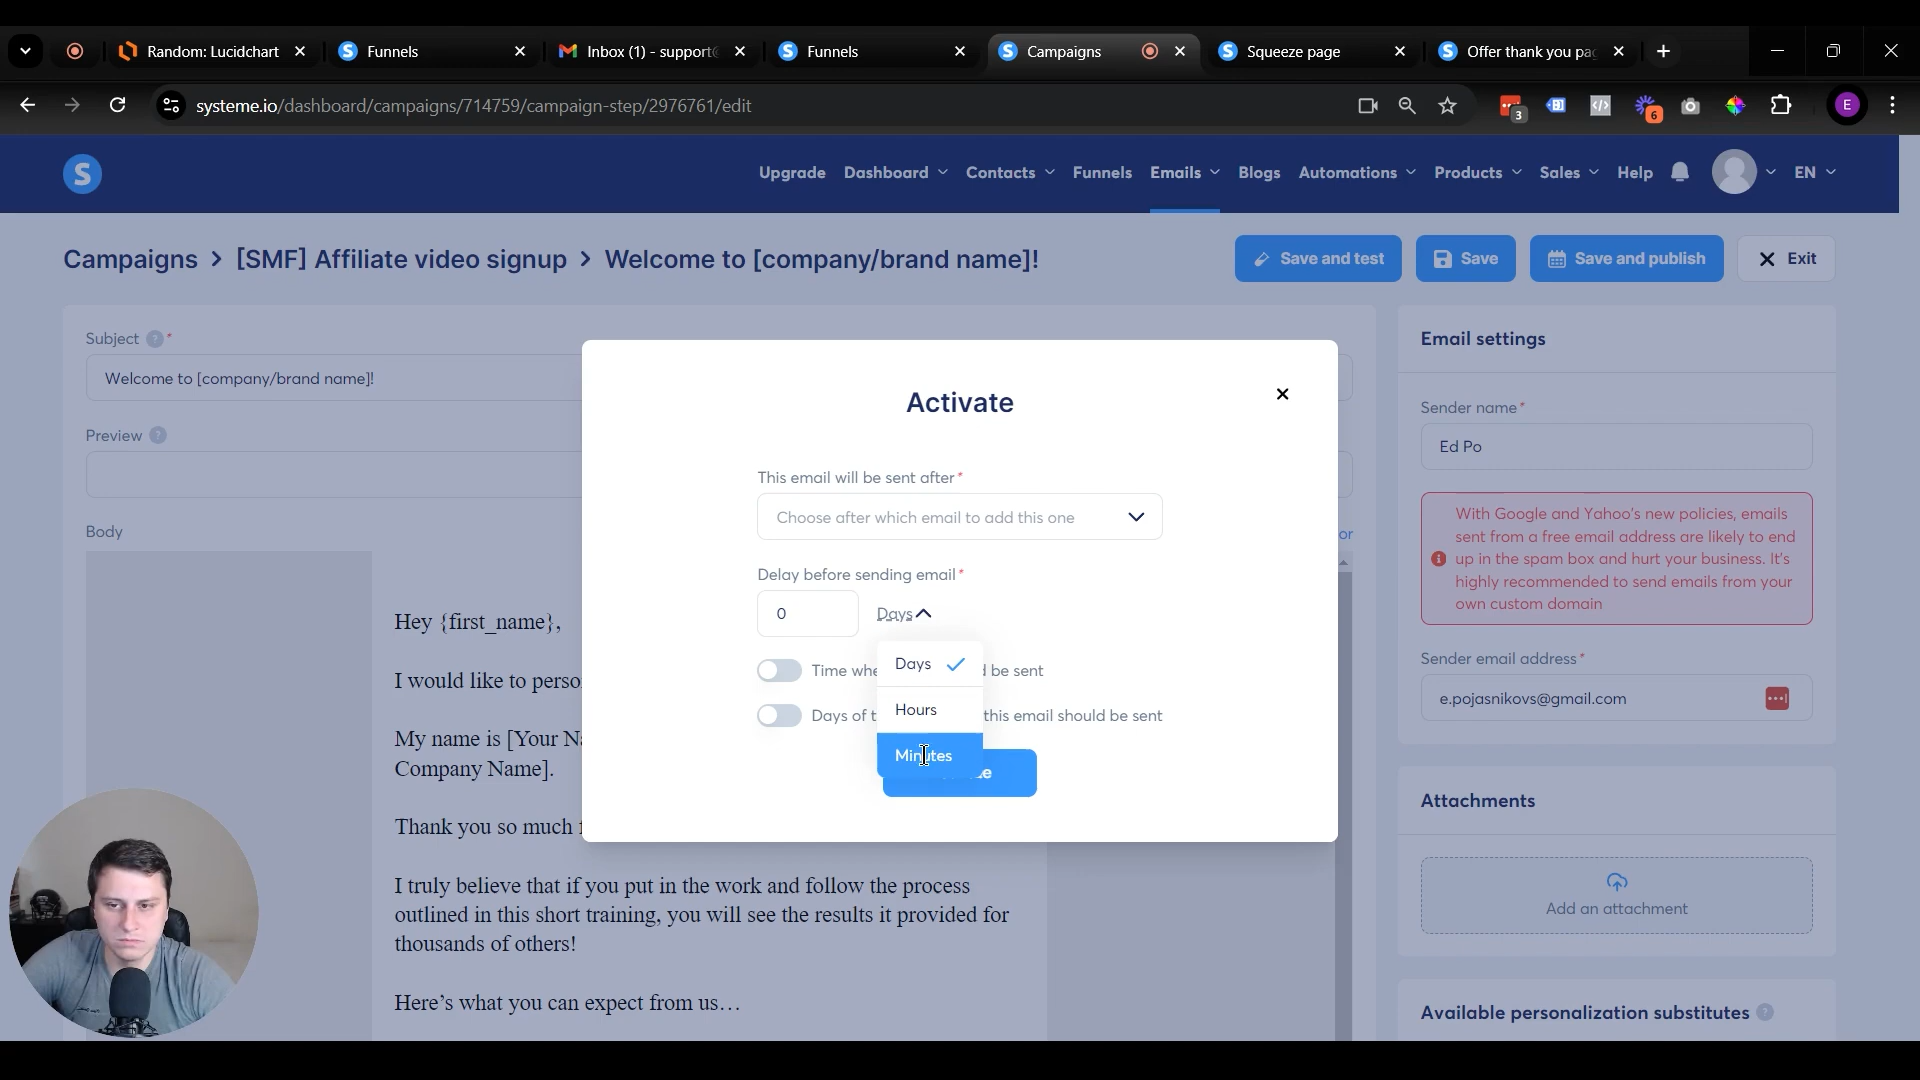 Random: Lucidchart
Funnels
Inbox (1) - support@
Funnels
Campaigns
Squeeze page
Offer thank you pag
systeme.io/dashboard/campaigns/714759/campaign-step/2976761/edit
3
6
E
S
Upgrade
Dashboard
Contacts
Funnels
Emails
Blogs
Automations
Products
Sales
Help
EN
Campaigns > [SMF] Affiliate video signup > Welcome to [company/brand name]!
Save and test
Save
Save and publish
Exit
Subject ? *
Welcome to [company/brand name]!
Preview ?
Body
or
Hey {first_name},
I would like to perso
My name is [Your Na
Company Name].
Thank you so much f
I truly believe that if you put in the work and follow the process
outlined in this short training, you will see the results it provided for
thousands of others!
Here’s what you can expect from us…
Activate
This email will be sent after *
Choose after which email to add this one
Delay before sending email *
0
Days
Days
Hours
Minutes
Time whe
d be sent
Days of t
this email should be sent
Email settings
Sender name *
Ed Po
With Google and Yahoo's new policies, emails
sent from a free email address are likely to end
up in the spam box and hurt your business. It's
highly recommended to send emails from your
own custom domain
Sender email address *
e.pojasnikovs@gmail.com
Attachments
Add an attachment
Available personalization substitutes ?